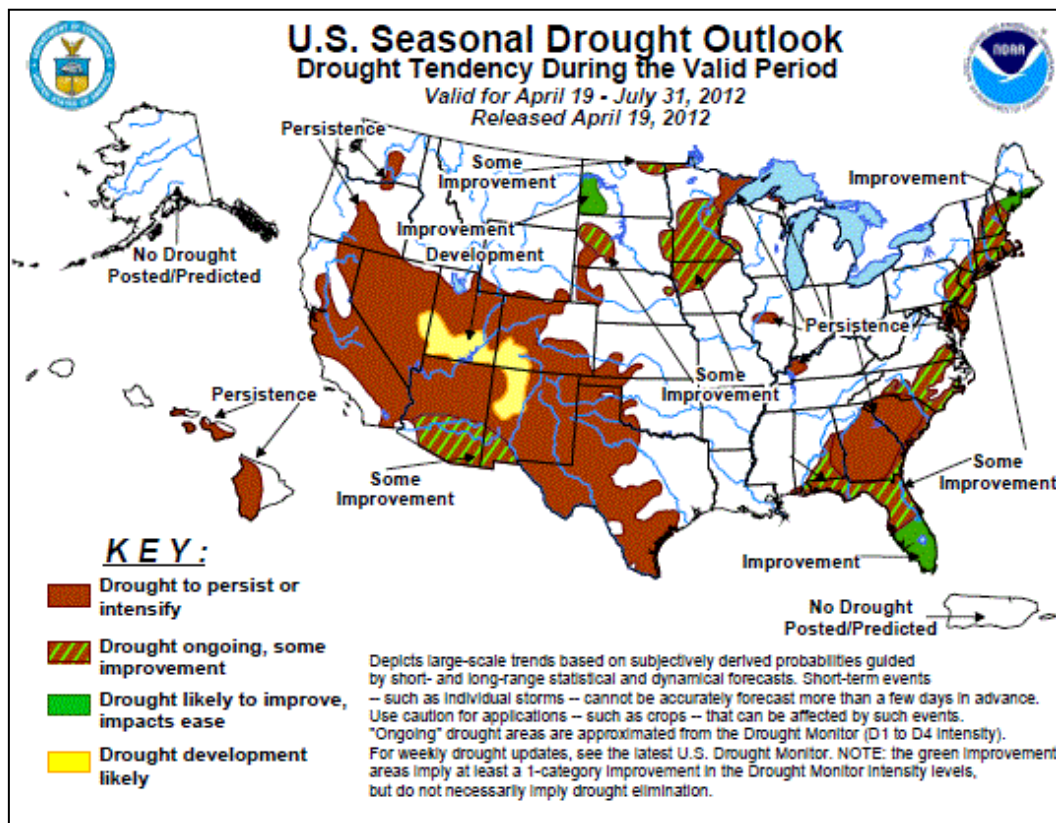 U.S. Seasonal Drought Outlook
Drought Tendency During the Valid Period
Valid for April 19 - July 31, 2012
Released April 19, 2012
DEPARTMENT OF COMMERCE
UNITED STATES OF AMERICA
NOAA
Persistence
Some
Improvement
Improvement
Improvement
Development
No Drought
Posted/Predicted
Persistence
Persistence
Some
Improvement
Some
Improvement
Some
Improvement
Improvement
No Drought
Posted/Predicted
KEY:
Drought to persist or
intensify
Drought ongoing, some
improvement
Drought likely to improve,
impacts ease
Drought development
likely
Depicts large-scale trends based on subjectively derived probabilities guided
by short- and long-range statistical and dynamical forecasts. Short-term events
-- such as individual storms -- cannot be accurately forecast more than a few days in advance.
Use caution for applications -- such as crops -- that can be affected by such events.
"Ongoing" drought areas are approximated from the Drought Monitor (D1 to D4 intensity).
For weekly drought updates, see the latest U.S. Drought Monitor. NOTE: the green improvement
areas imply at least a 1-category improvement in the Drought Monitor intensity levels,
but do not necessarily imply drought elimination.